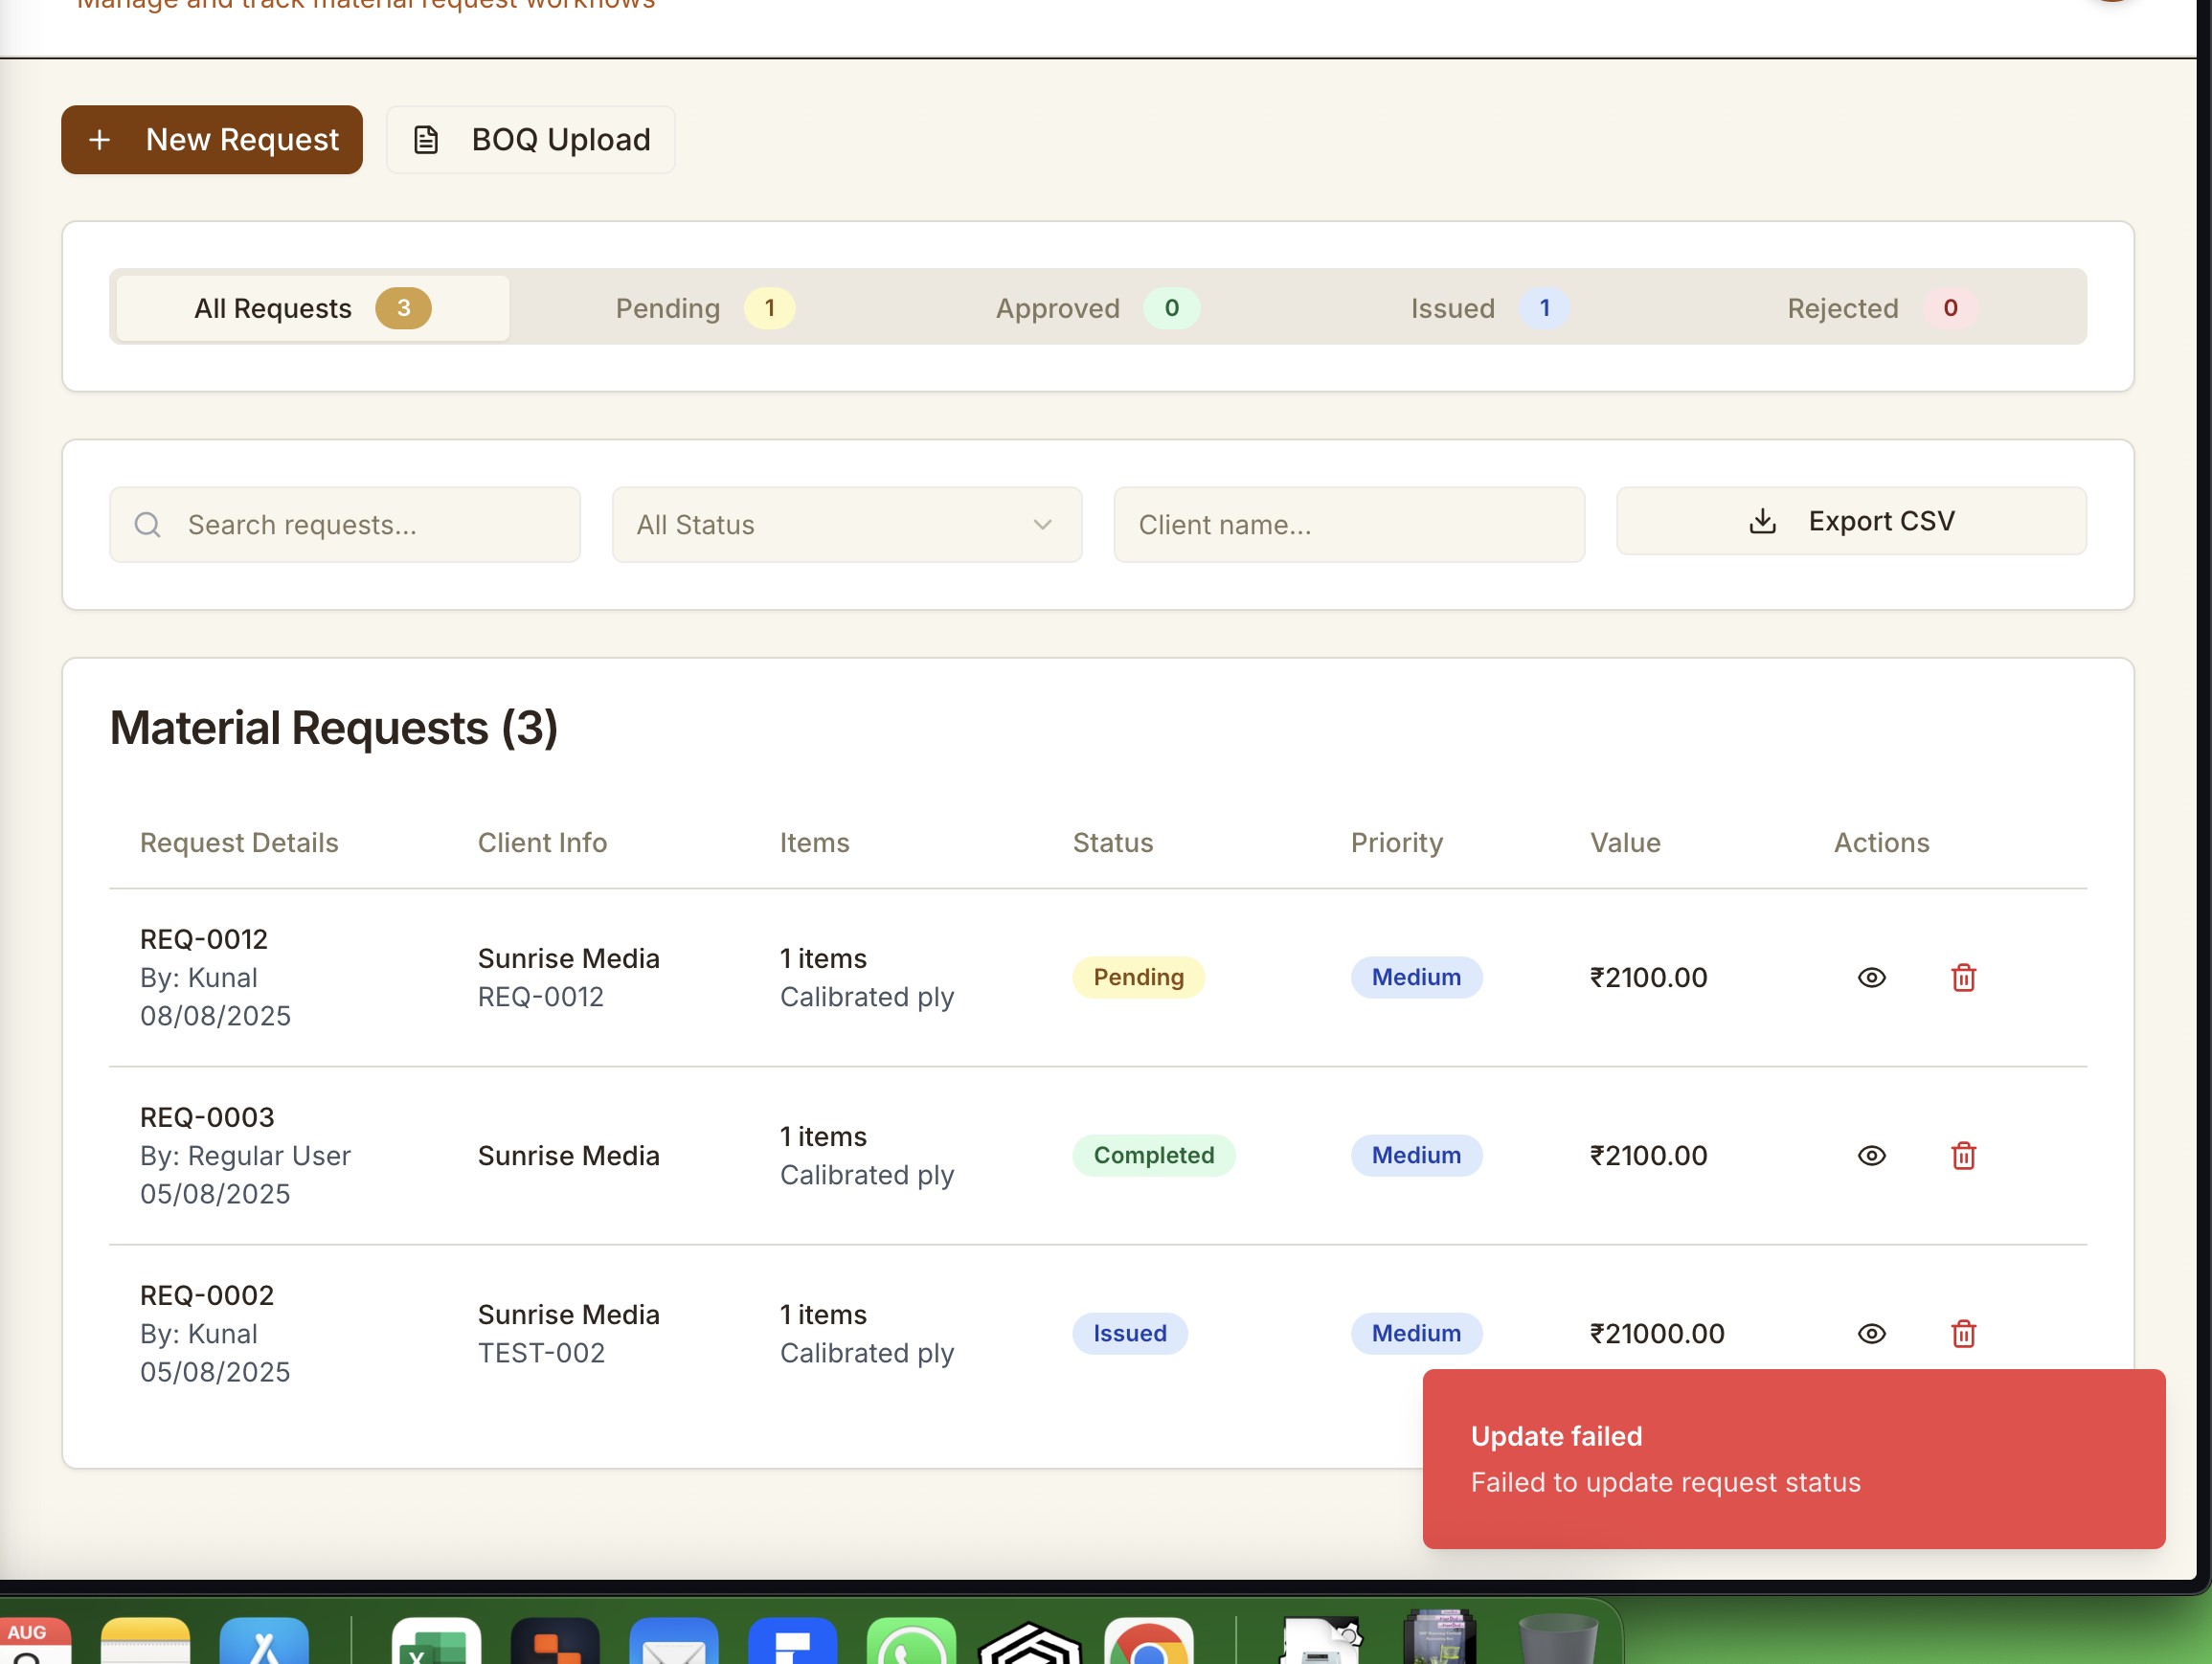 Manage and track material request workflows
New Request
BOQ Upload
All Requests 3
Pending 1
Approved 0
Issued 1
Rejected 0
Search requests...
All Status
Client name...
Export CSV
Material Requests (3)
Request Details Client Info Items Status Priority Value Actions
REQ-0012
By: Kunal
08/08/2025
Sunrise Media
REQ-0012
1 items
Calibrated ply
Pending
Medium
₹2100.00
REQ-0003
By: Regular User
05/08/2025
Sunrise Media
1 items
Calibrated ply
Completed
Medium
₹2100.00
REQ-0002
By: Kunal
05/08/2025
Sunrise Media
TEST-002
1 items
Calibrated ply
Issued
Medium
₹21000.00
Update failed
Failed to update request status
AUG
X